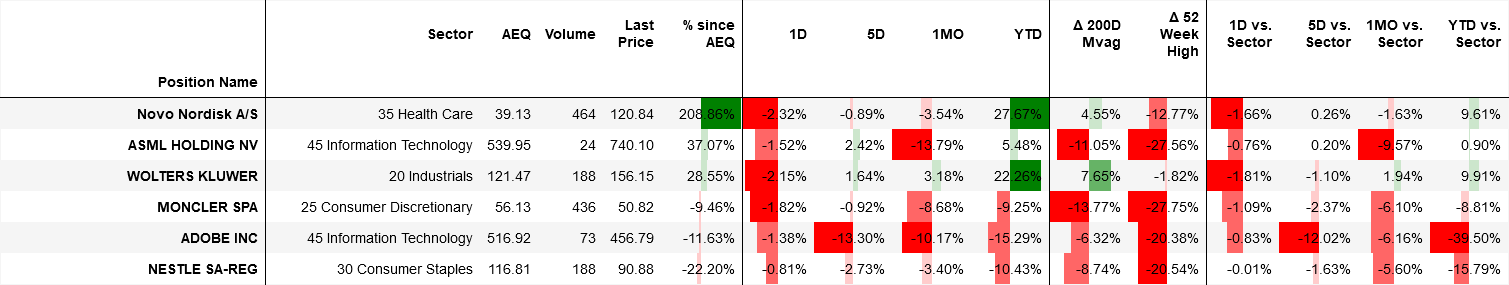 Position Name Sector AEQ Volume Last Price % since AEQ 1D 5D 1MO YTD Δ 200D Mvag Δ 52 Week High 1D vs. Sector 5D vs. Sector 1MO vs. Sector YTD vs. Sector
Novo Nordisk A/S 35 Health Care 39.13 464 120.84 208.86% -2.32% -0.89% -3.54% 27.67% 4.55% -12.77% -1.66% 0.26% -1.63% 9.61%
ASML HOLDING NV 45 Information Technology 539.95 24 740.10 37.07% -1.52% 2.42% -13.79% 5.48% -11.05% -27.56% -0.76% 0.20% -9.57% 0.90%
WOLTERS KLUWER 20 Industrials 121.47 188 156.15 28.55% -2.15% 1.64% 3.18% 22.26% 7.65% -1.82% -1.81% -1.10% 1.94% 9.91%
MONCLER SPA 25 Consumer Discretionary 56.13 436 50.82 -9.46% -1.82% -0.92% -8.68% -9.25% -13.77% -27.75% -1.09% -2.37% -6.10% -8.81%
ADOBE INC 45 Information Technology 516.92 73 456.79 -11.63% -1.38% -13.30% -10.17% -15.29% -6.32% -20.38% -0.83% -12.02% -6.16% -39.50%
NESTLE SA-REG 30 Consumer Staples 116.81 188 90.88 -22.20% -0.81% -2.73% -3.40% -10.43% -8.74% -20.54% -0.01% -1.63% -5.60% -15.79%